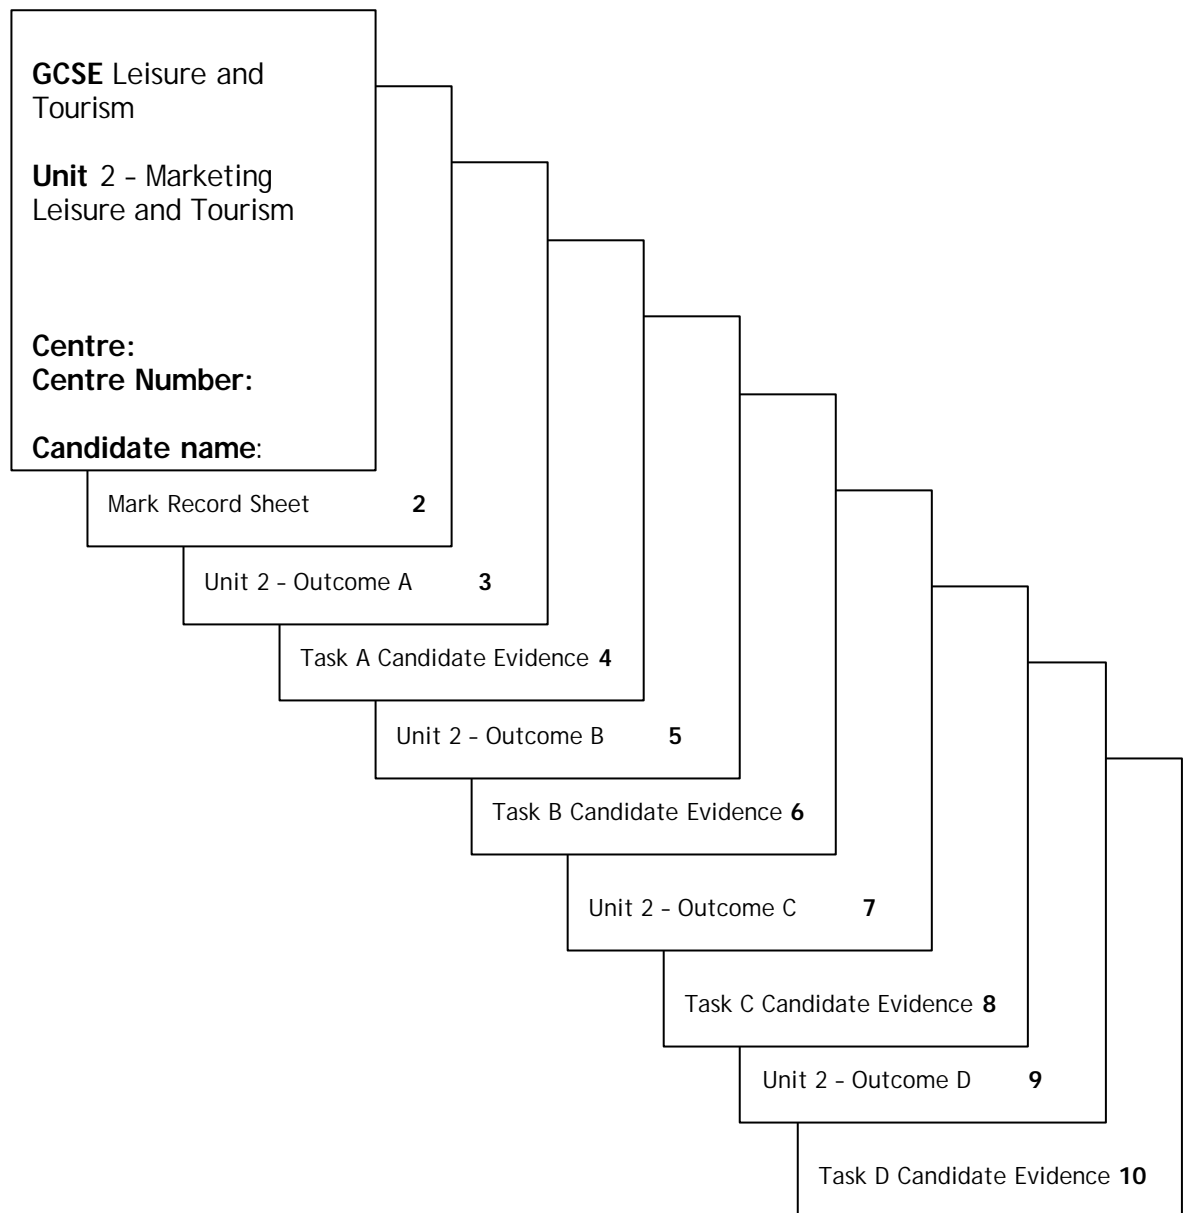 GCSE Leisure and
Tourism
Unit 2 – Marketing
Leisure and Tourism
Centre:
Centre Number:
Candidate name:
Mark Record Sheet 2
Unit 2 – Outcome A 3
Task A Candidate Evidence 4
Unit 2 – Outcome B 5
Task B Candidate Evidence 6
Unit 2 – Outcome C 7
Task C Candidate Evidence 8
Unit 2 – Outcome D 9
Task D Candidate Evidence 10